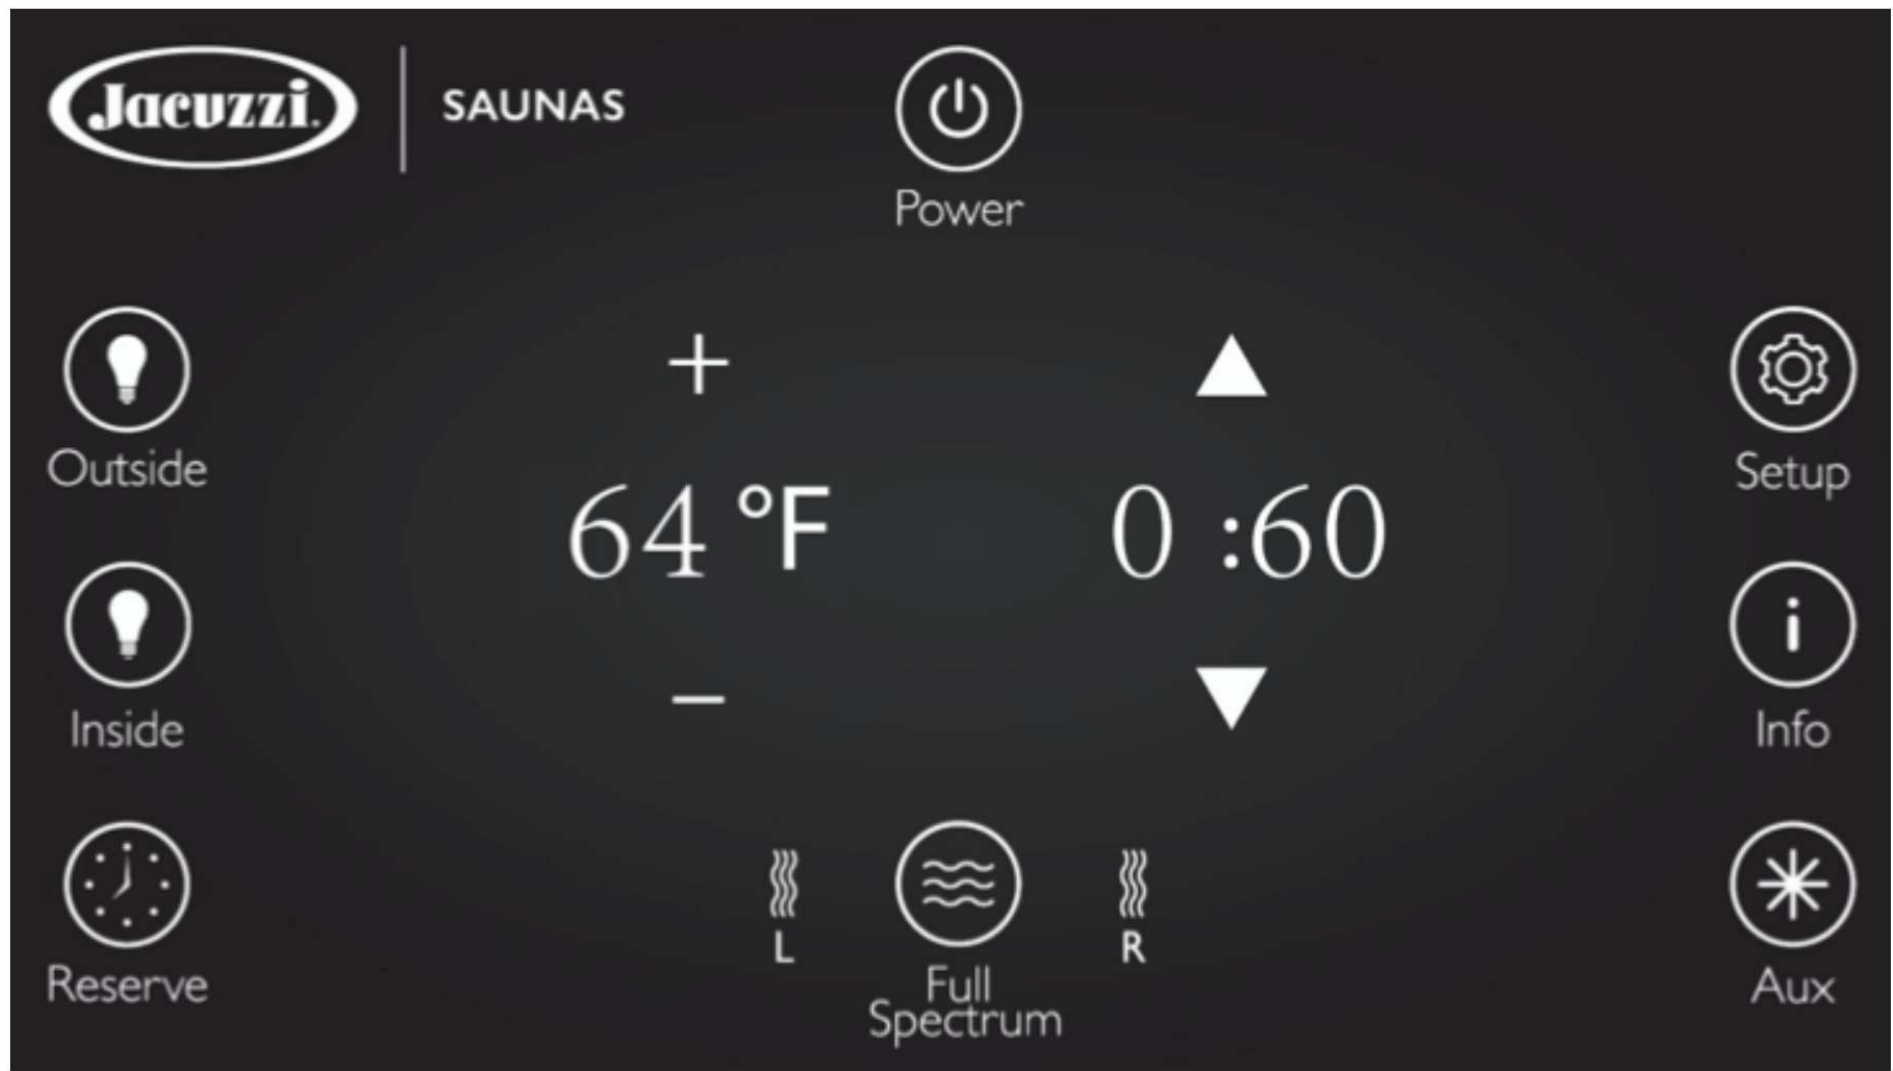 Jacuzzi.
SAUNAS
Power
Outside
+
▲
Setup
64 °F
0 :60
Inside
−
▼
Info
Reserve
L
Full
Spectrum
R
Aux